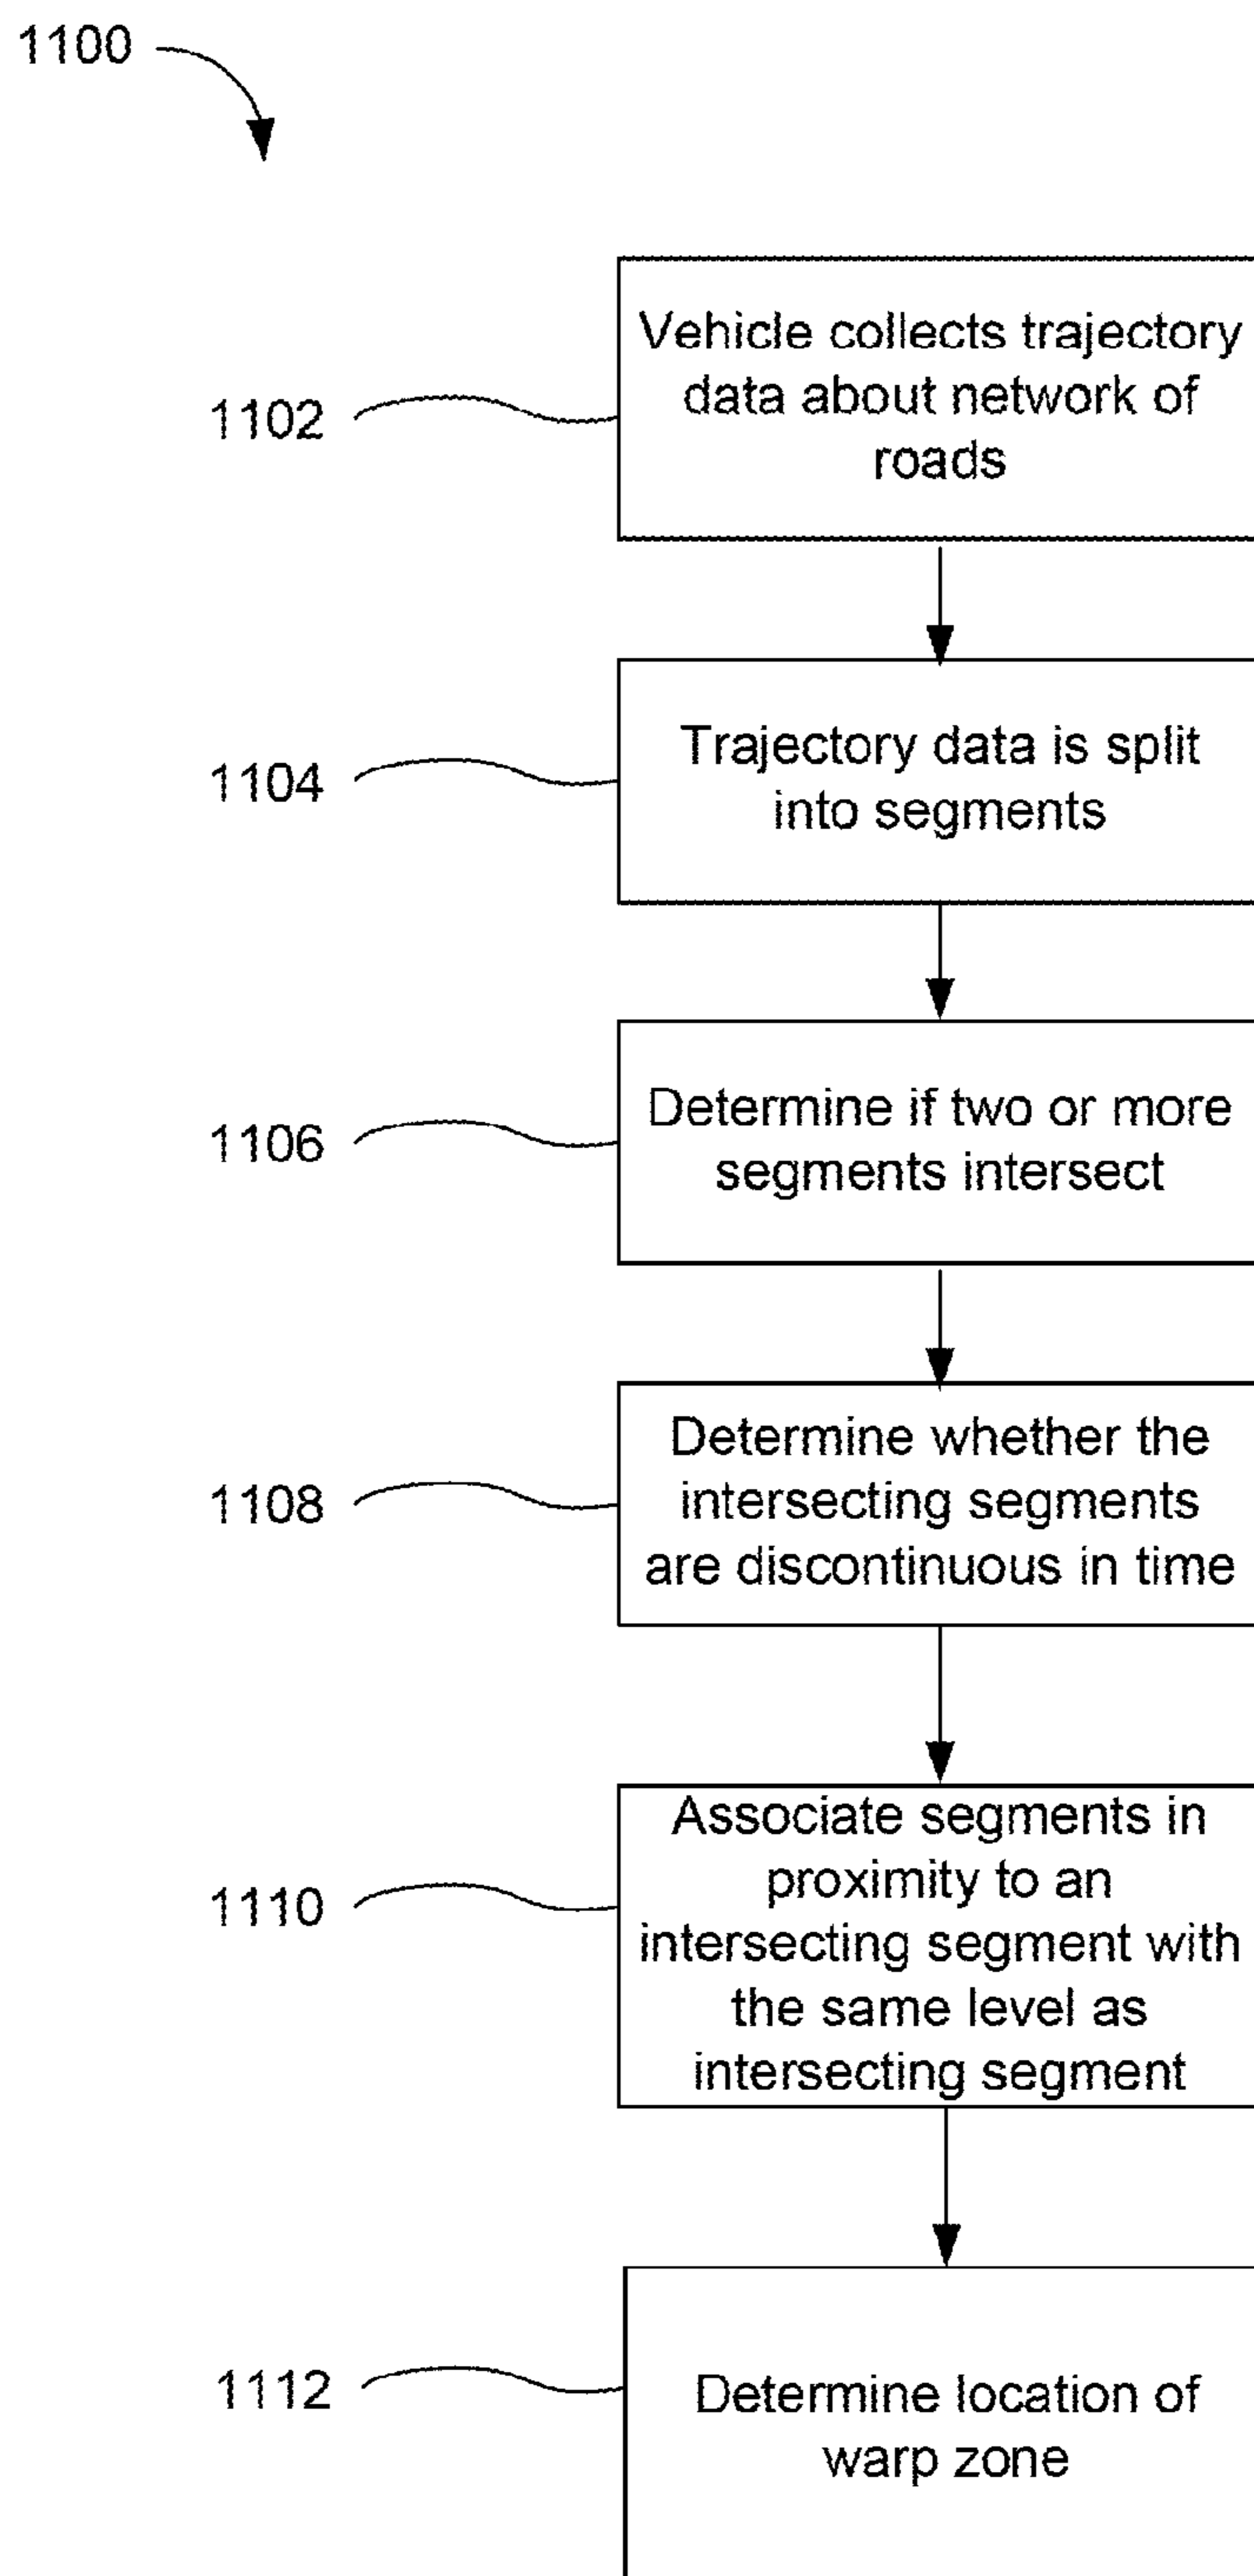 1100
1102
Vehicle collects trajectory
data about network of
roads
1104
Trajectory data is split
into segments
1106
Determine if two or more
segments intersect
1108
Determine whether the
intersecting segments
are discontinuous in time
1110
Associate segments in
proximity to an
intersecting segment with
the same level as
intersecting segment
1112
Determine location of
warp zone